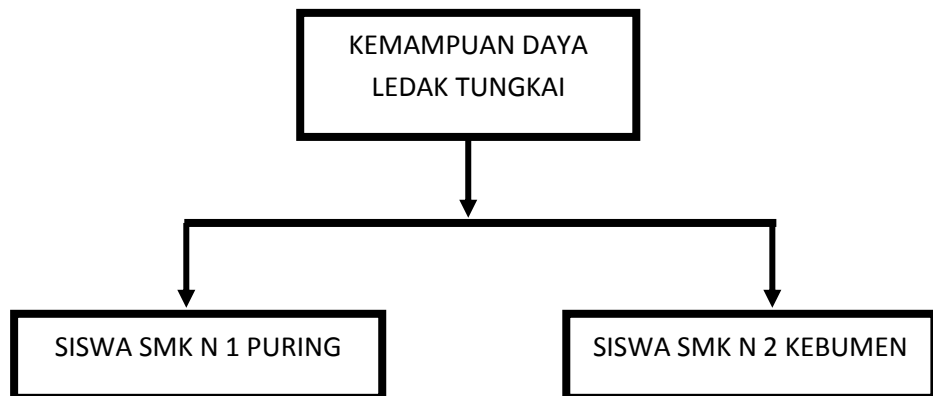 KEMAMPUAN DAYA
LEDAK TUNGKAI
SISWA SMK N 1 PURING
SISWA SMK N 2 KEBUMEN